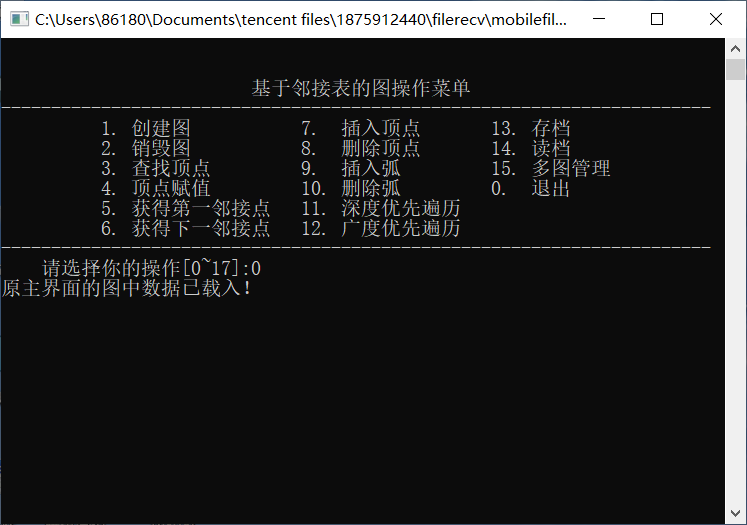 C:\Users\86180\Documents\tencent files\1875912440\filerecv\mobilefil...
基于邻接表的图操作菜单
1. 创建图 7. 插入顶点 13. 存档
2. 销毁图 8. 删除顶点 14. 读档
3. 查找顶点 9. 插入弧 15. 多图管理
4. 顶点赋值 10. 删除弧 0. 退出
5. 获得第一邻接点 11. 深度优先遍历
6. 获得下一邻接点 12. 广度优先遍历
请选择你的操作[0~17]:0
原主界面的图中数据已载入!